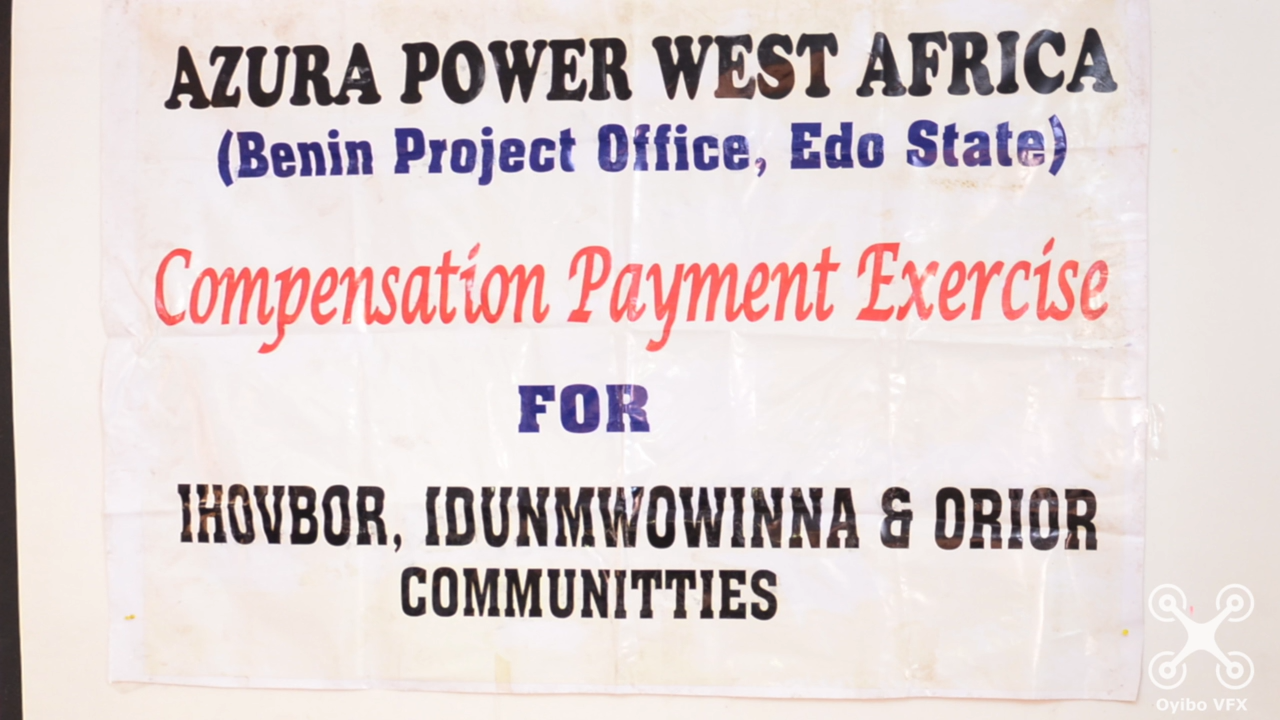 AZURA POWER WEST AFRICA
(Benin Project Office, Edo State)
Compensation Payment Exercise
FOR
IHOVBOR, IDUNMWOWINNA & ORIOR
COMMUNITTIES
Oyibo VFX